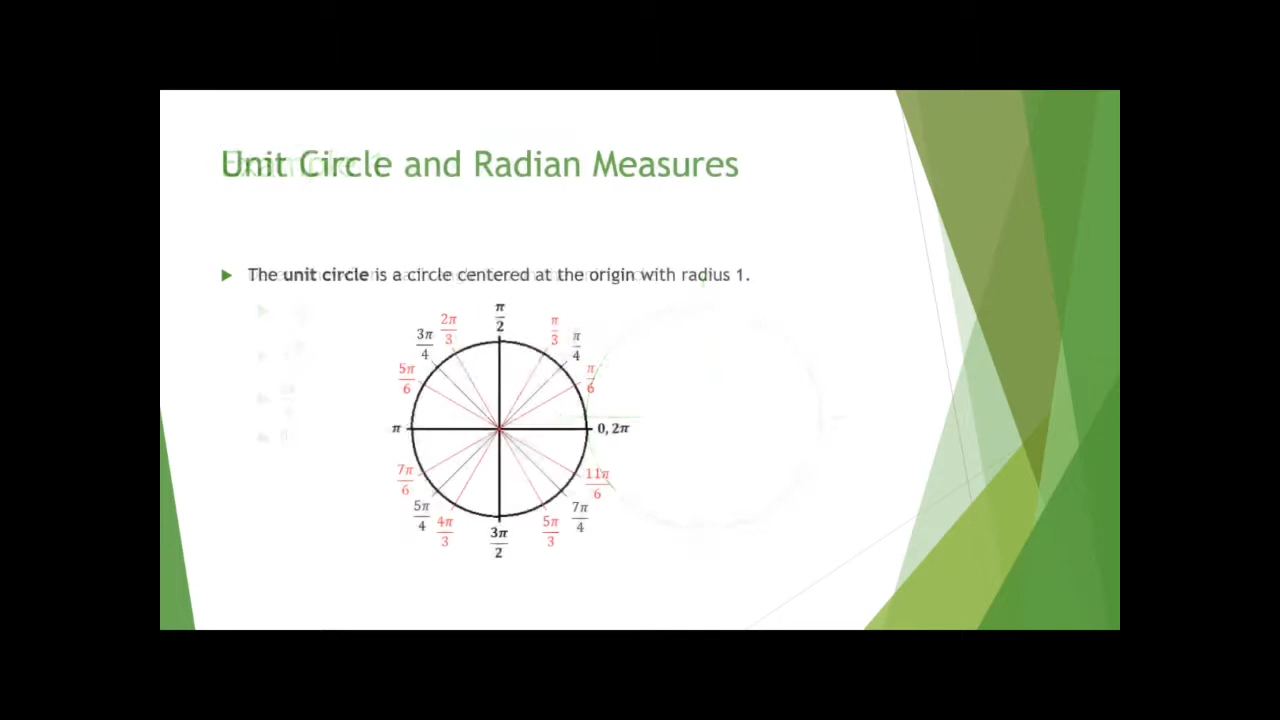 Unit Circle and Radian Measures
The unit circle is a circle centered at the origin with radius 1.
π/2
2π/3
π/3
3π/4
π/4
5π/6
π/6
π
0, 2π
7π/6
11π/6
5π/4
7π/4
4π/3
5π/3
3π/2